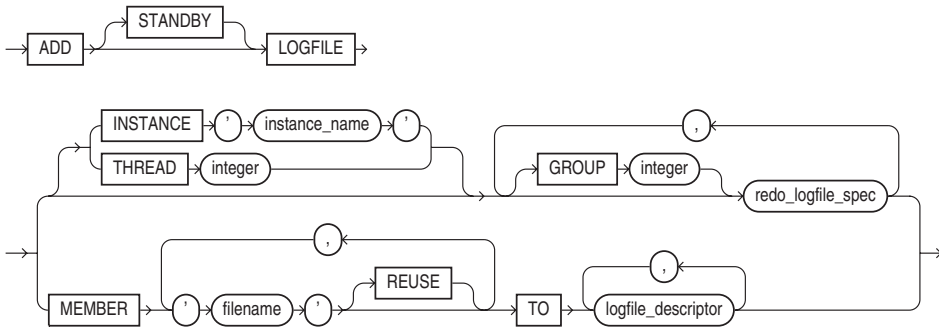 STANDBY
ADD LOGFILE
INSTANCE ' instance_name ' ,
THREAD integer GROUP integer
redo_logfile_spec
, REUSE ,
MEMBER ' filename ' TO logfile_descriptor